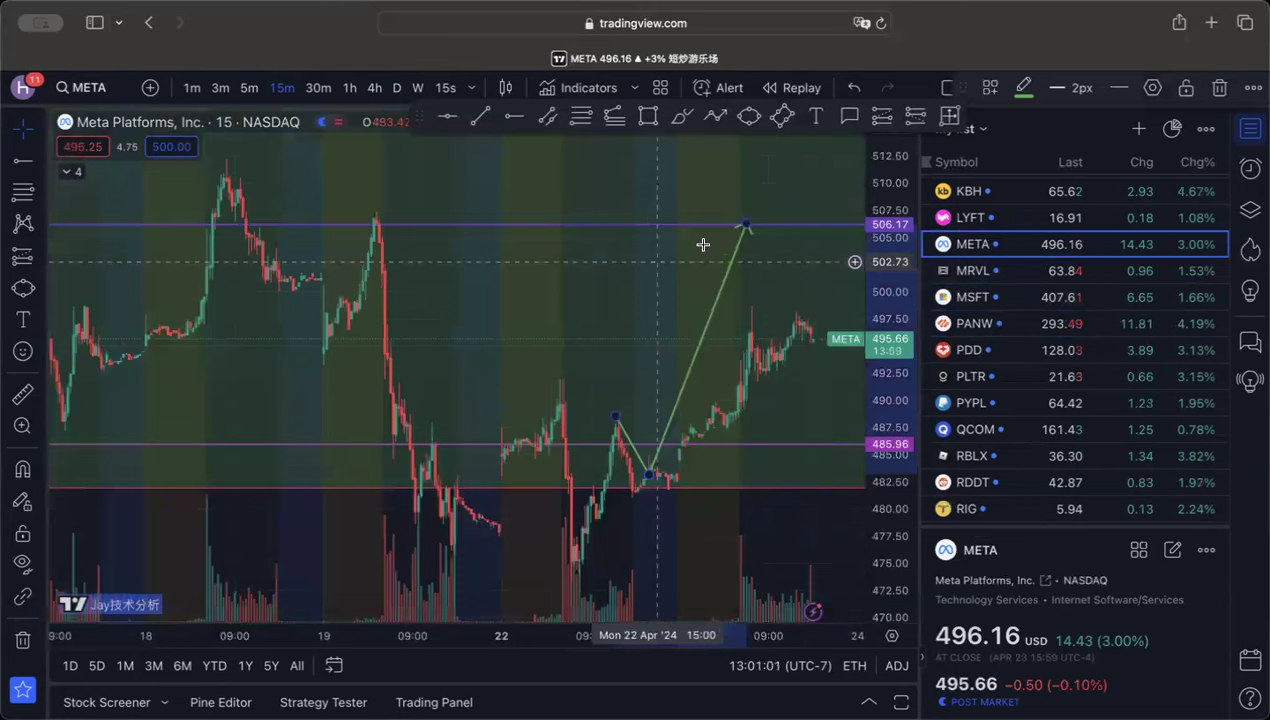 tradingview.com
META 496.16 ▲ +3% 短炒游乐场
H 11 META 1m 3m 5m 15m 30m 1h 4h D W 15s Indicators Alert Replay 2px
Meta Platforms, Inc. · 15 · NASDAQ
496.25 4.75 500.00
4
512.50
510.00
507.50
506.17
505.00
502.73
500.00
497.50
META 495.66
492.50
490.00
487.50
485.96
485.00
482.50
480.00
477.50
475.00
472.50
470.00
Jay技术分析
18 09:00 19 09:00 22 Mon 22 Apr '24 15:00 09:00 24
1D 5D 1M 3M 6M YTD 1Y 5Y All 13:01:01 (UTC-7) ETH ADJ
Stock Screener Pine Editor Strategy Tester Trading Panel
Symbol Last Chg Chg%
KBH 65.62 2.93 4.67%
LYFT 16.91 0.18 1.08%
META 496.16 14.43 3.00%
MRVL 63.84 0.96 1.53%
MSFT 407.61 6.65 1.66%
PANW 293.49 11.81 4.19%
PDD 128.03 3.89 3.13%
PLTR 21.63 0.66 3.15%
PYPL 64.42 1.23 1.95%
QCOM 161.43 1.25 0.78%
RBLX 36.30 1.34 3.82%
RDDT 42.87 0.83 1.97%
RIG 5.94 0.13 2.24%
META
Meta Platforms, Inc. • NASDAQ
Technology Services • Internet Software/Services
496.16 USD 14.43 (3.00%)
AT CLOSE (APR 23 15:59 UTC-4)
495.66 −0.50 (−0.10%)
POST MARKET